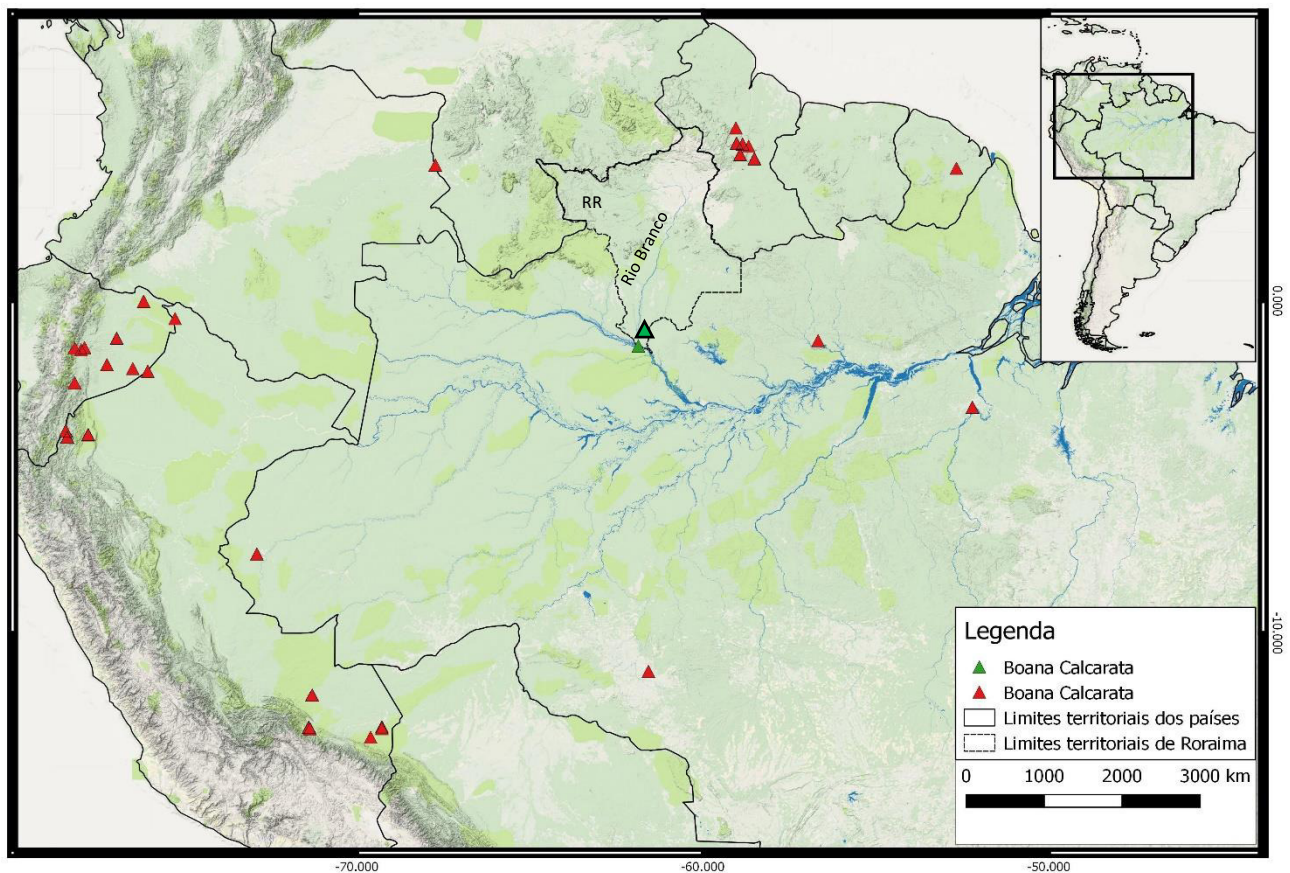 RR
Rio Branco
0.000
-10.000
Legenda
Boana Calcarata
Boana Calcarata
Limites territoriais dos países
Limites territoriais de Roraima
0 1000 2000 3000 km
-70.000 -60.000 -50.000